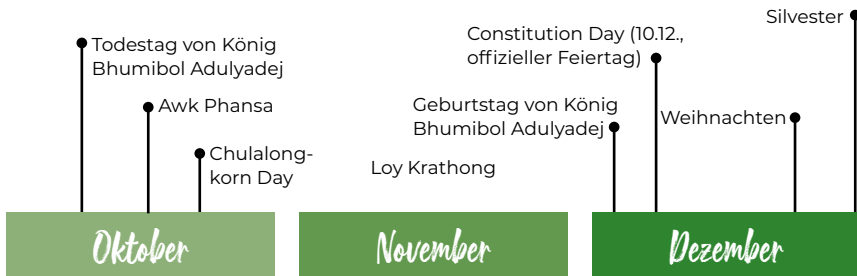 Todestag von König
Bhumibol Adulyadej
Awk Phansa
Chulalong-
korn Day
Loy Krathong
Constitution Day (10.12.,
offizieller Feiertag)
Geburtstag von König
Bhumibol Adulyadej
Weihnachten
Silvester
Oktober
November
Dezember